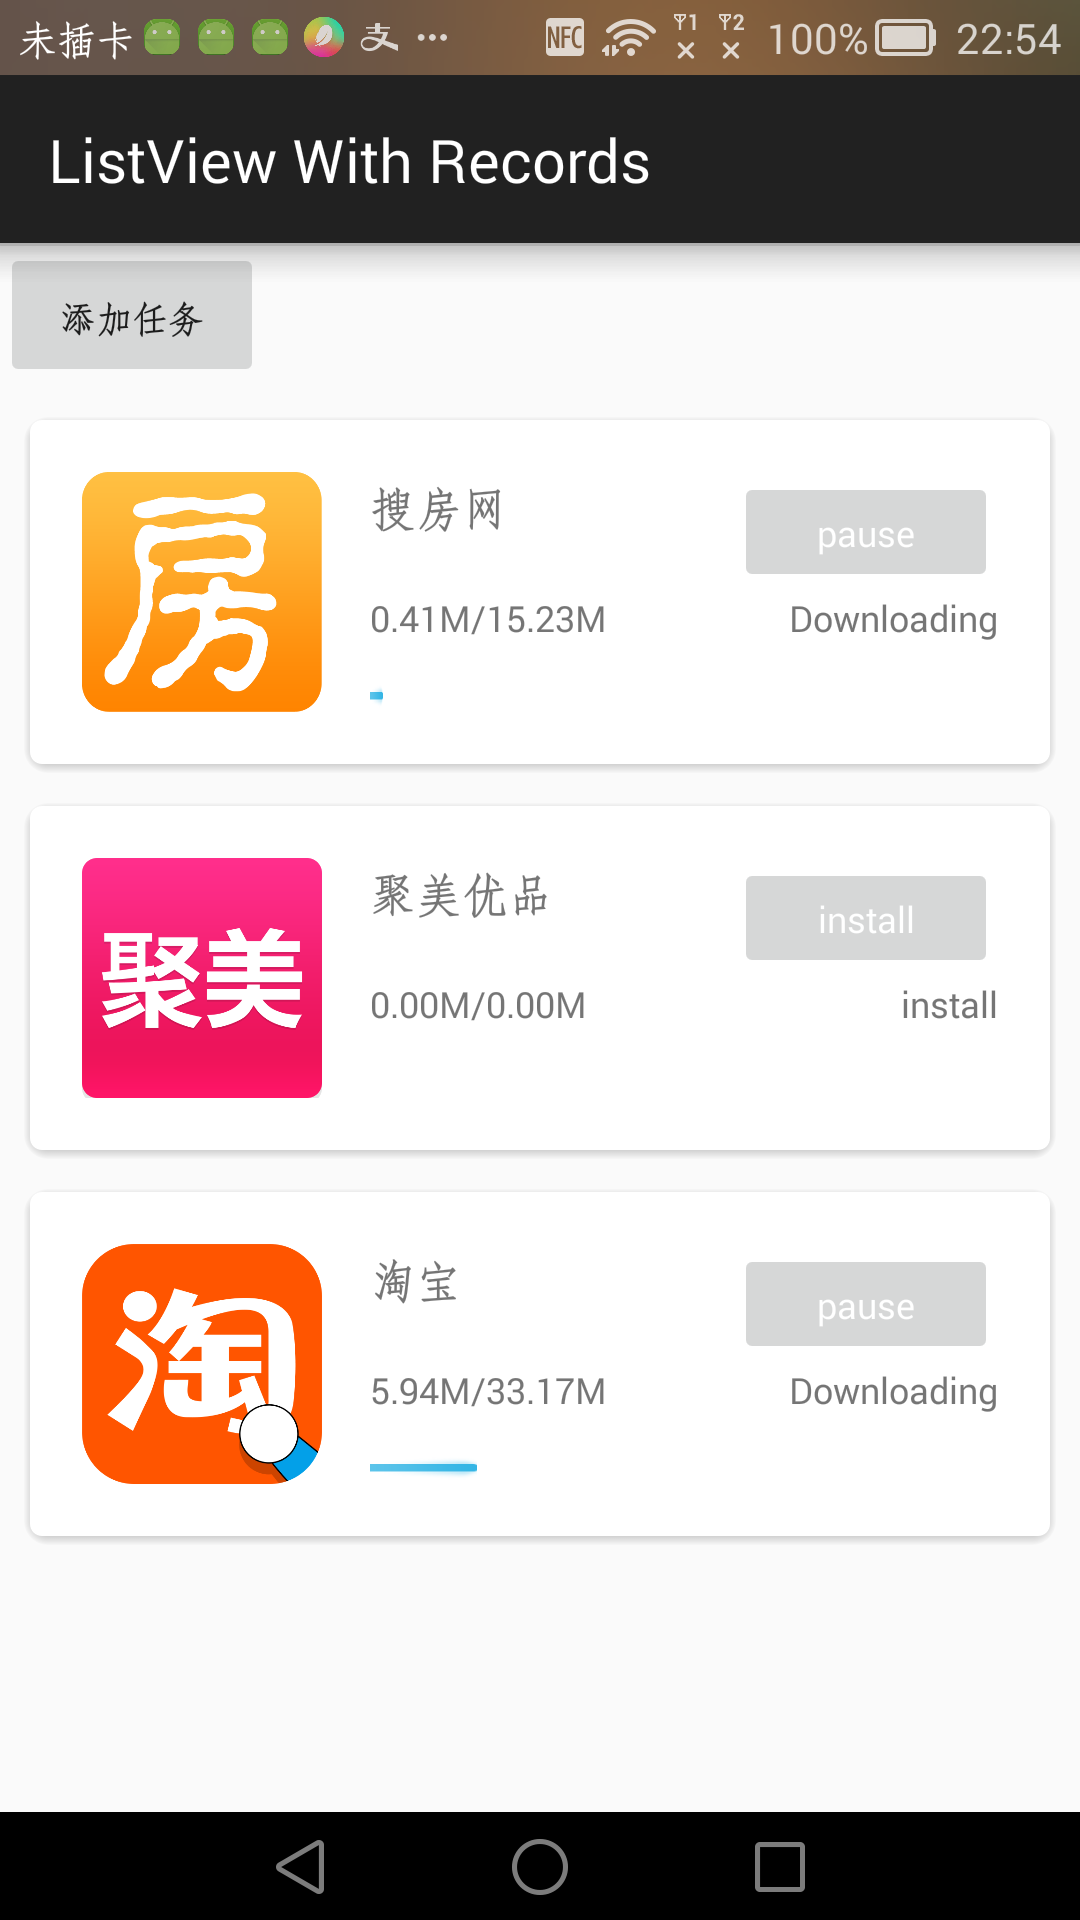 未插卡 NFC 1 2 100% 22:54
ListView With Records
添加任务
房
搜房网
pause
0.41M/15.23M
Downloading
聚美
聚美优品
install
0.00M/0.00M
install
淘
淘宝
pause
5.94M/33.17M
Downloading